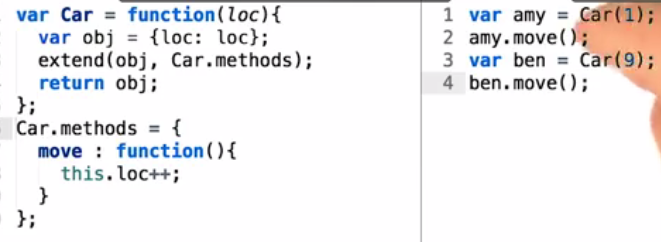 var Car = function(loc){
var obj = {loc: loc};
extend(obj, Car.methods);
return obj;
};
Car.methods = {
move : function(){
this.loc++;
}
};
1 var amy = Car(1);
2 amy.move();
3 var ben = Car(9);
4 ben.move();